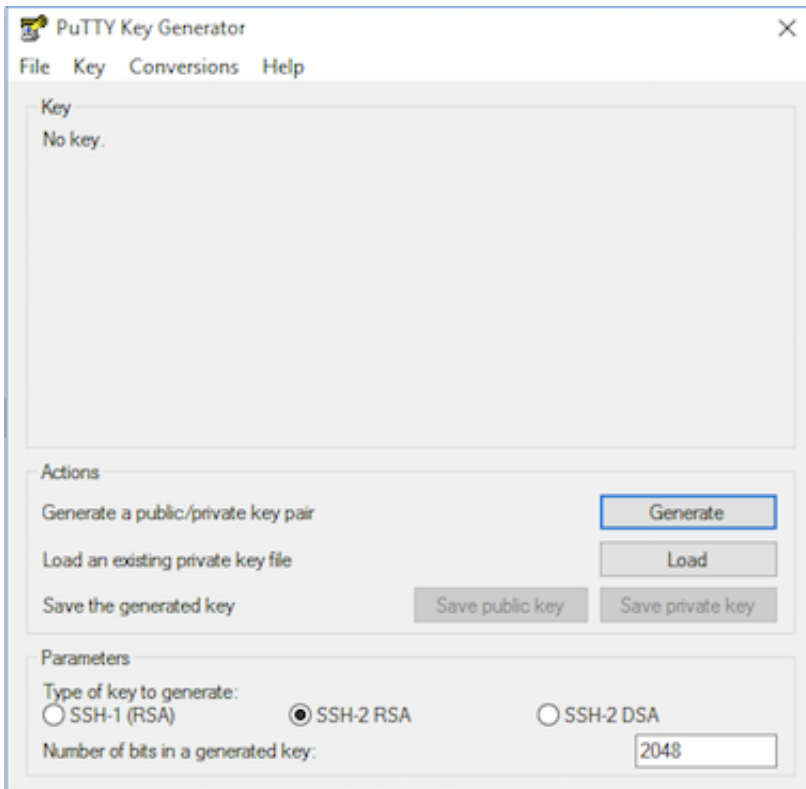 PuTTY Key Generator
File Key Conversions Help
Key
No key.
Actions
Generate a public/private key pair Generate
Load an existing private key file Load
Save the generated key Save public key Save private key
Parameters
Type of key to generate:
SSH-1 (RSA) SSH-2 RSA SSH-2 DSA
Number of bits in a generated key: 2048